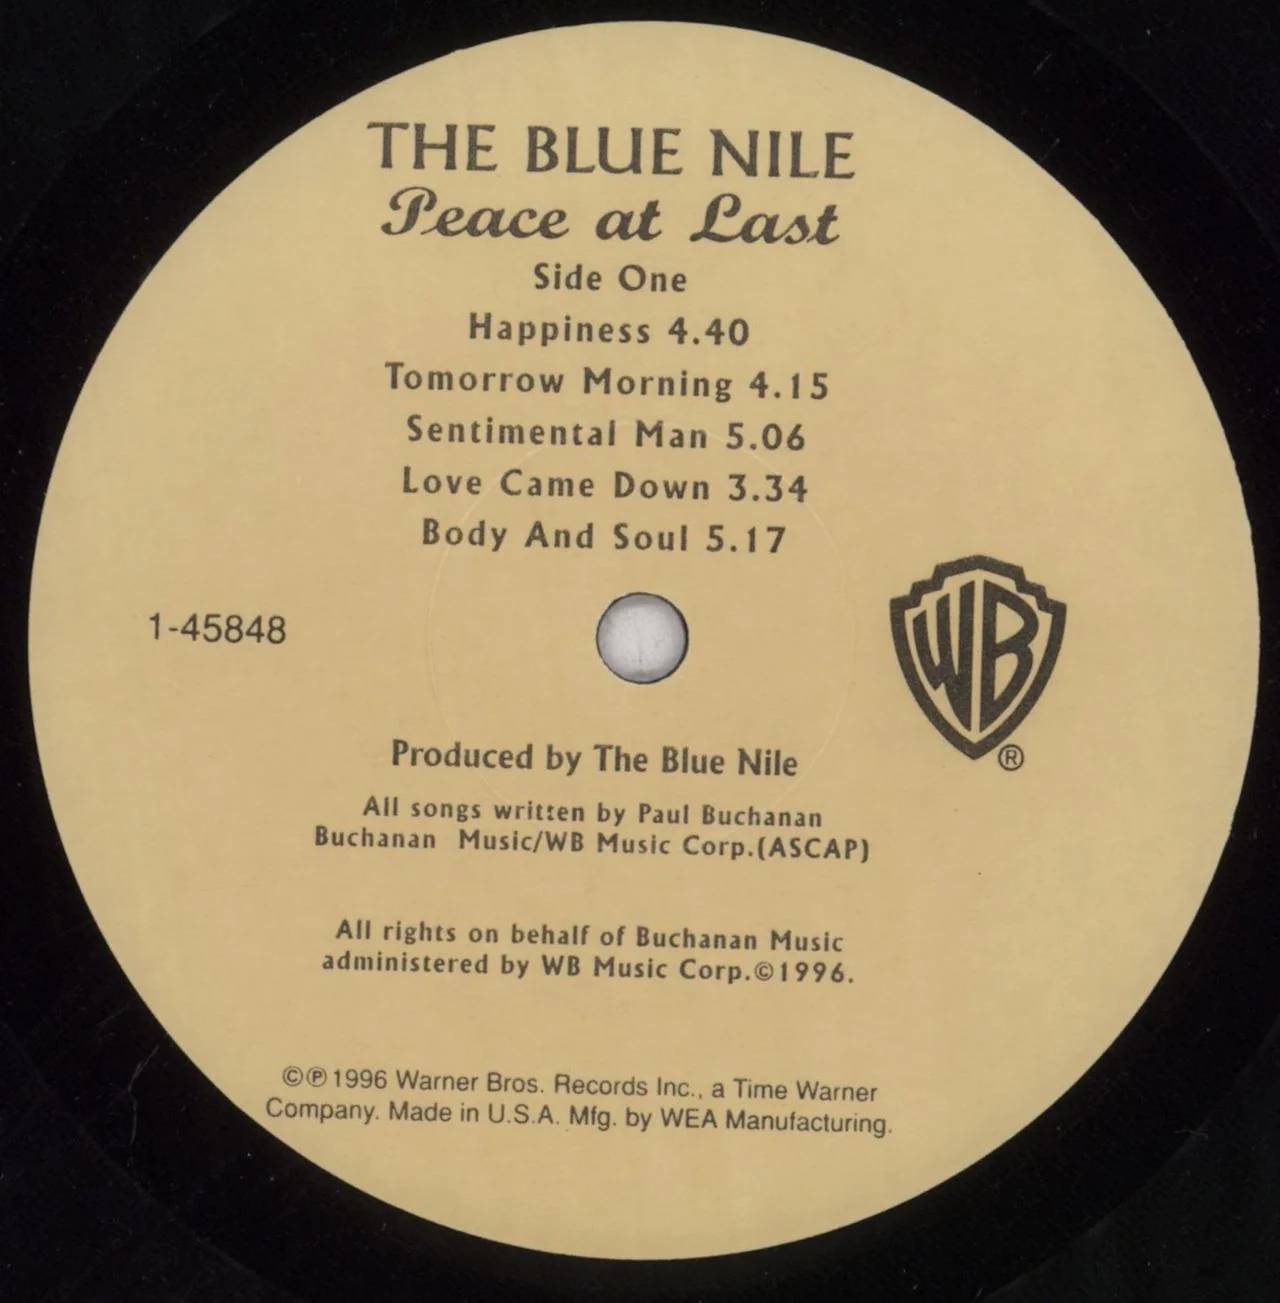 THE BLUE NILE
Peace at Last
Side One
Happiness 4.40
Tomorrow Morning 4.15
Sentimental Man 5.06
Love Came Down 3.34
Body And Soul 5.17
1-45848
WB
®
Produced by The Blue Nile
All songs written by Paul Buchanan
Buchanan Music/WB Music Corp.(ASCAP)
All rights on behalf of Buchanan Music
administered by WB Music Corp.©1996.
©℗1996 Warner Bros. Records Inc., a Time Warner
Company. Made in U.S.A. Mfg. by WEA Manufacturing.